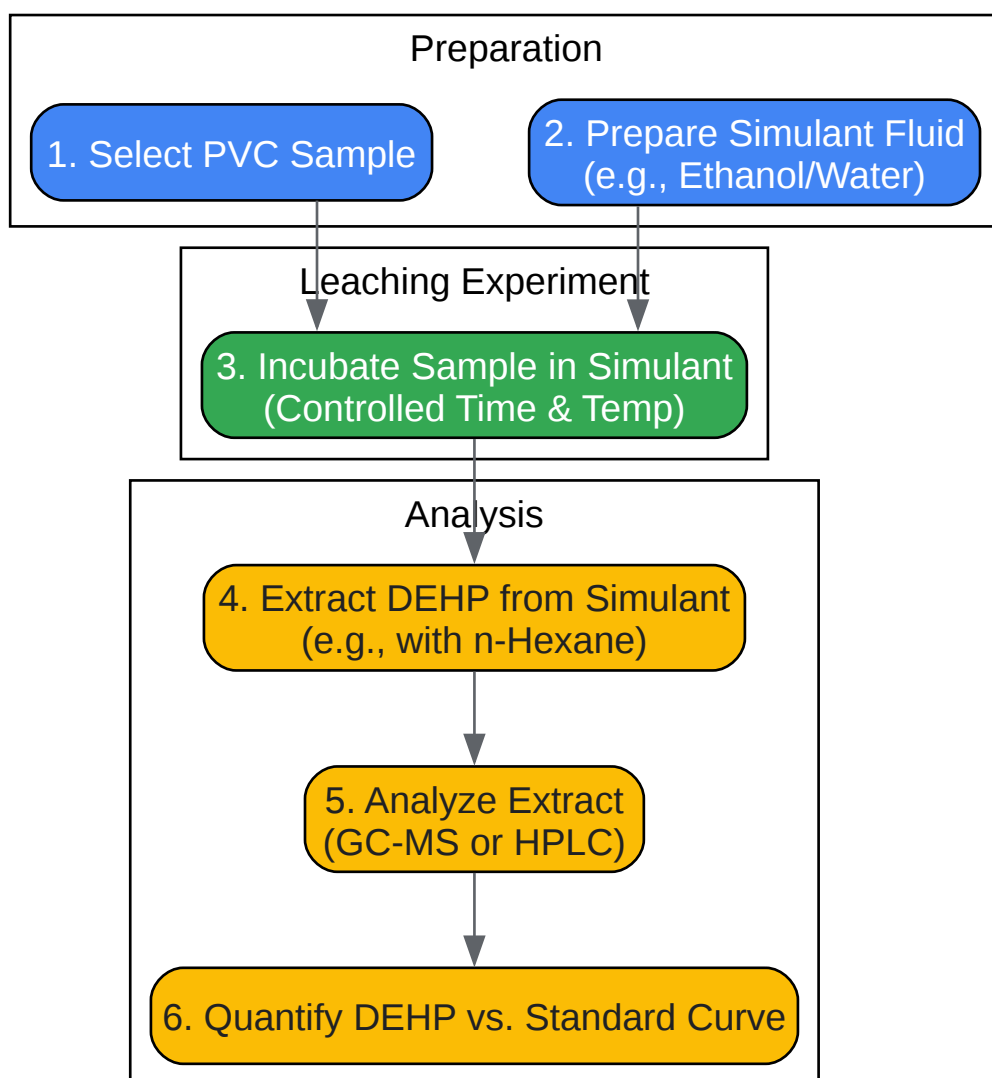 Preparation
1. Select PVC Sample
2. Prepare Simulant Fluid
(e.g., Ethanol/Water)
Leaching Experiment
3. Incubate Sample in Simulant
(Controlled Time & Temp)
Analysis
4. Extract DEHP from Simulant
(e.g., with n-Hexane)
5. Analyze Extract
(GC-MS or HPLC)
6. Quantify DEHP vs. Standard Curve